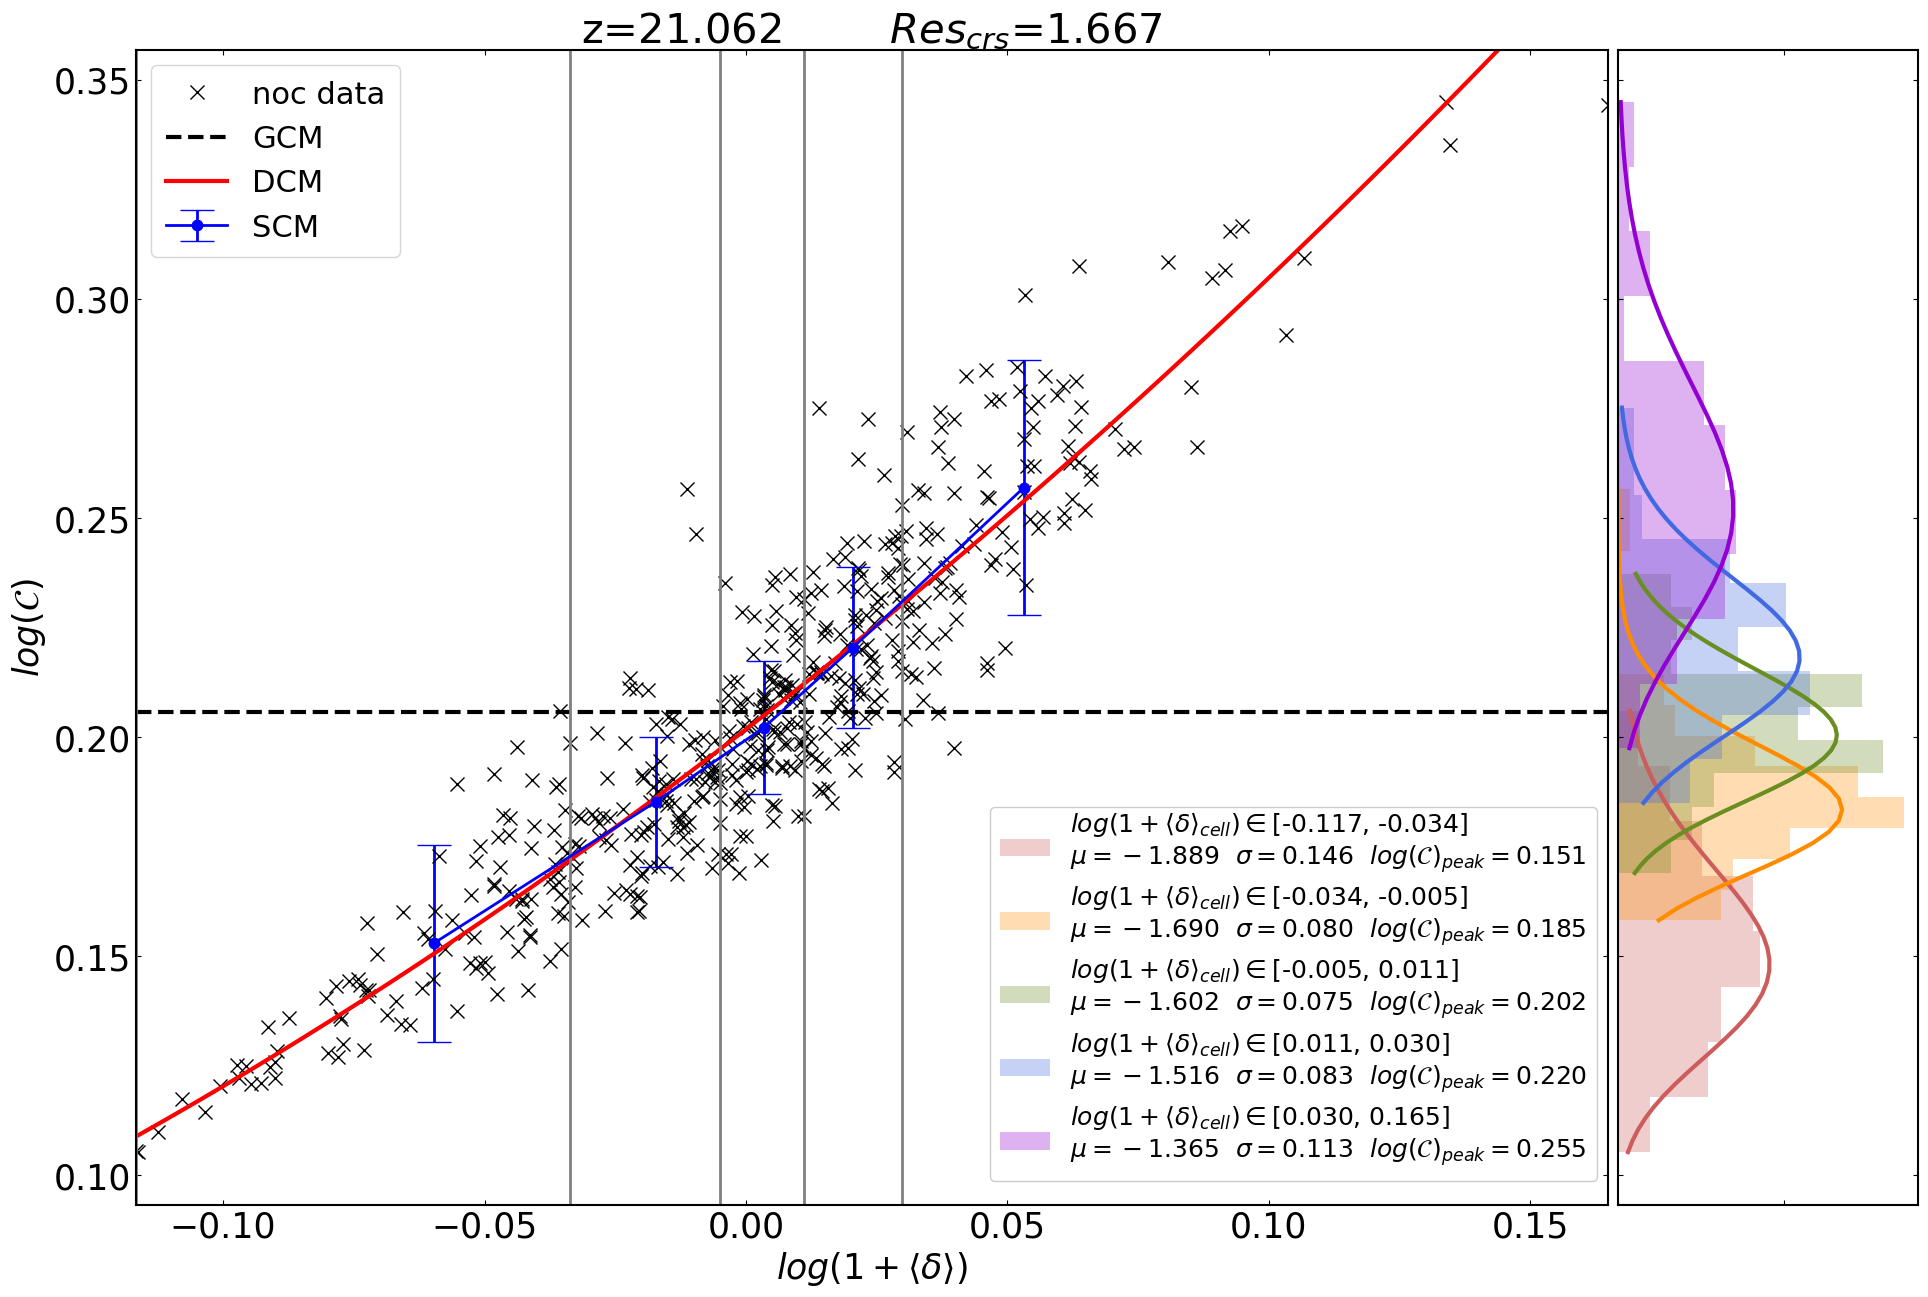 z=21.062 Res_crs=1.667
noc data
GCM
DCM
SCM
0.35
0.30
0.25
0.20
0.15
0.10
log(𝒞)
log(1 + ⟨δ⟩_cell) ∈ [-0.117, -0.034]
μ = −1.889 σ = 0.146 log(𝒞)_peak = 0.151
log(1 + ⟨δ⟩_cell) ∈ [-0.034, -0.005]
μ = −1.690 σ = 0.080 log(𝒞)_peak = 0.185
log(1 + ⟨δ⟩_cell) ∈ [-0.005, 0.011]
μ = −1.602 σ = 0.075 log(𝒞)_peak = 0.202
log(1 + ⟨δ⟩_cell) ∈ [0.011, 0.030]
μ = −1.516 σ = 0.083 log(𝒞)_peak = 0.220
log(1 + ⟨δ⟩_cell) ∈ [0.030, 0.165]
μ = −1.365 σ = 0.113 log(𝒞)_peak = 0.255
−0.10 −0.05 0.00 0.05 0.10 0.15
log(1 + ⟨δ⟩)